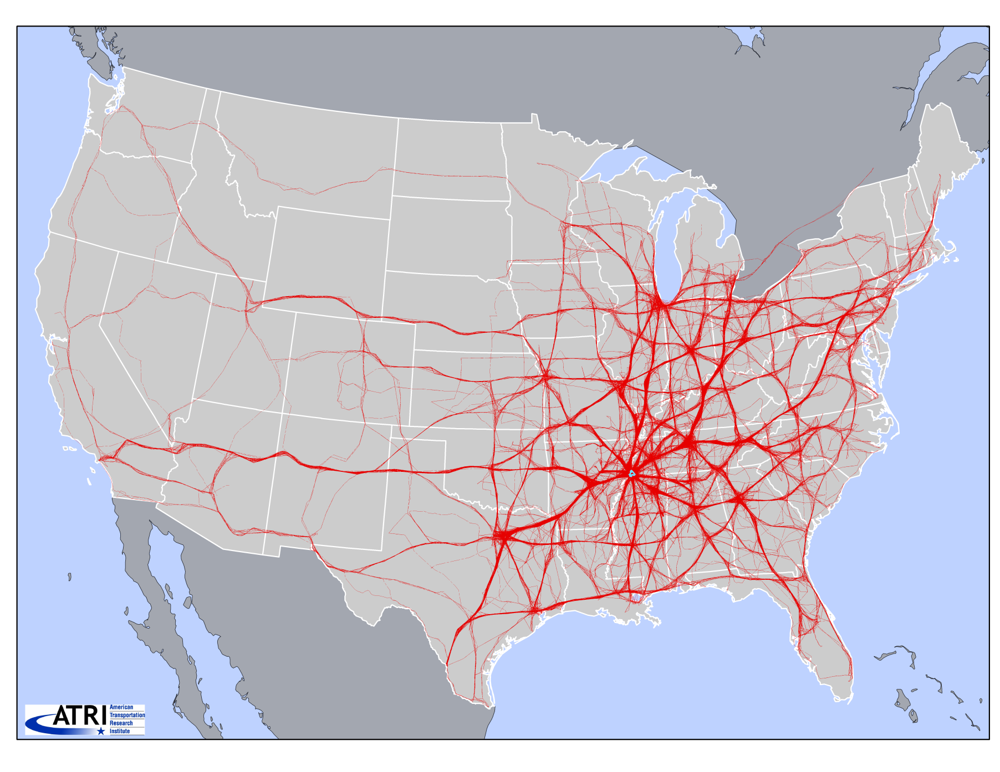 ATRI
American
Transportation
Research
Institute